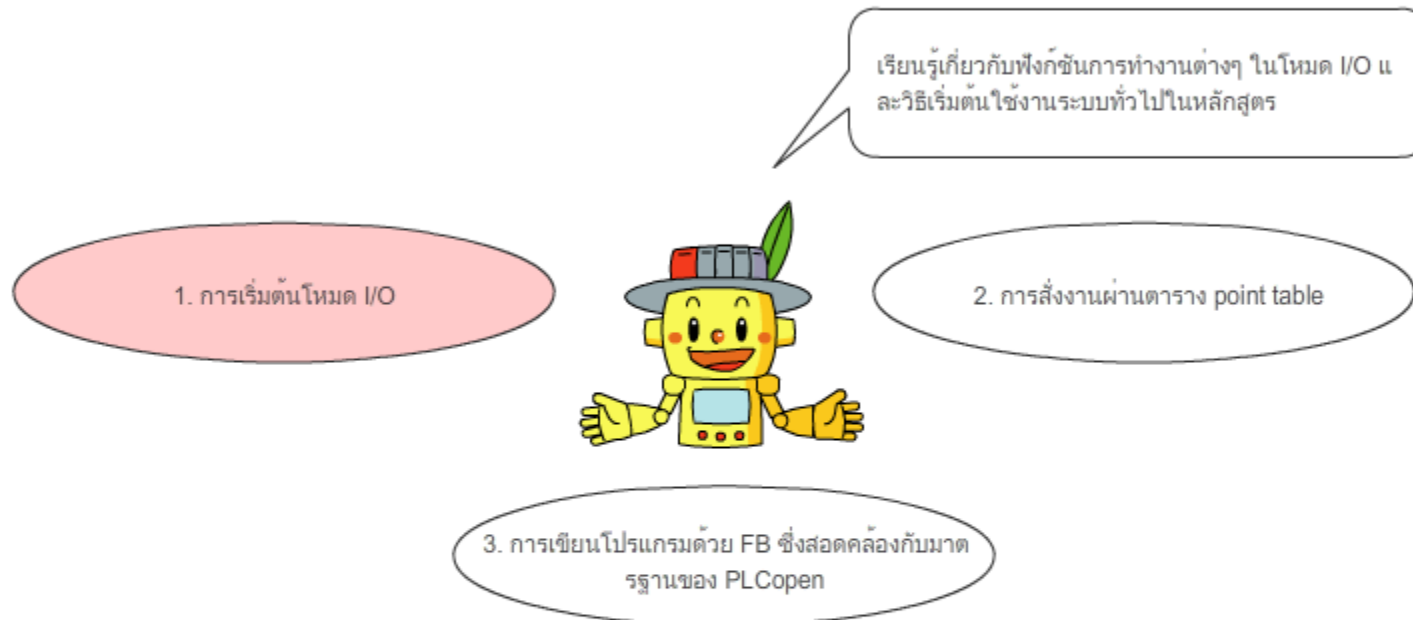 เรียนรู้เกี่ยวกับฟังก์ชันการทำงานต่างๆ ในโหมด I/O แ
ละวิธีเริ่มต้นใช้งานระบบทั่วไปในหลักสูตร
1. การเริ่มต้นโหมด I/O
2. การสั่งงานผ่านตาราง point table
3. การเขียนโปรแกรมด้วย FB ซึ่งสอดคล้องกับมาต
รฐานของ PLCopen